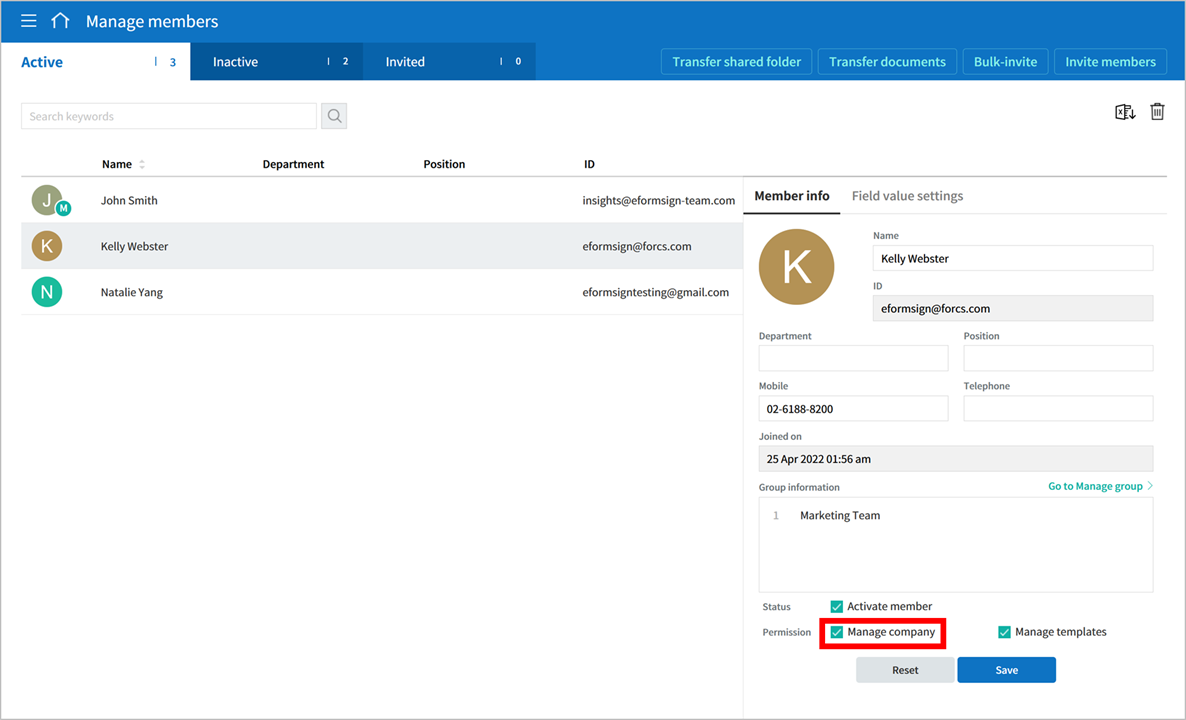 Manage members
Active | 3 Inactive | 2 Invited | 0 Transfer shared folder Transfer documents Bulk-invite Invite members
Search keywords
Name Department Position ID
J M John Smith insights@eformsign-team.com
K Kelly Webster eformsign@forcs.com
N Natalie Yang eformsigntesting@gmail.com
Member info Field value settings
K
Name
Kelly Webster
ID
eformsign@forcs.com
Department Position
Mobile Telephone
02-6188-8200
Joined on
25 Apr 2022 01:56 am
Group information Go to Manage group >
1 Marketing Team
Status Activate member
Permission Manage company Manage templates
Reset Save